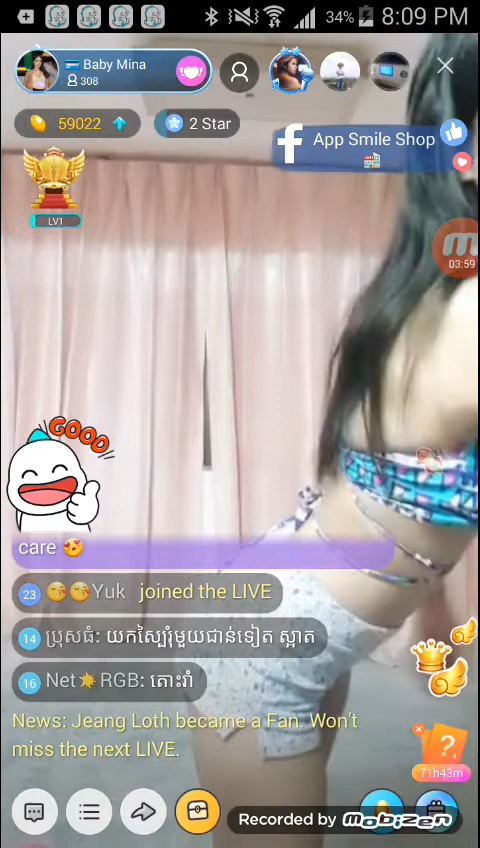 34% 8:09 PM
Baby Mina
308
59022
2 Star
App Smile Shop
LV1
03:59
GOOD
care
23 Yuk joined the LIVE
14 ប្រុសធំ: យកស្បៃរុំមួយជាន់ទៀត ស្អាត
16 Net RGB: តោះរាំ
News: Jeang Loth became a Fan. Won't
miss the next LIVE.
?
71h43m
Recorded by Mobizen